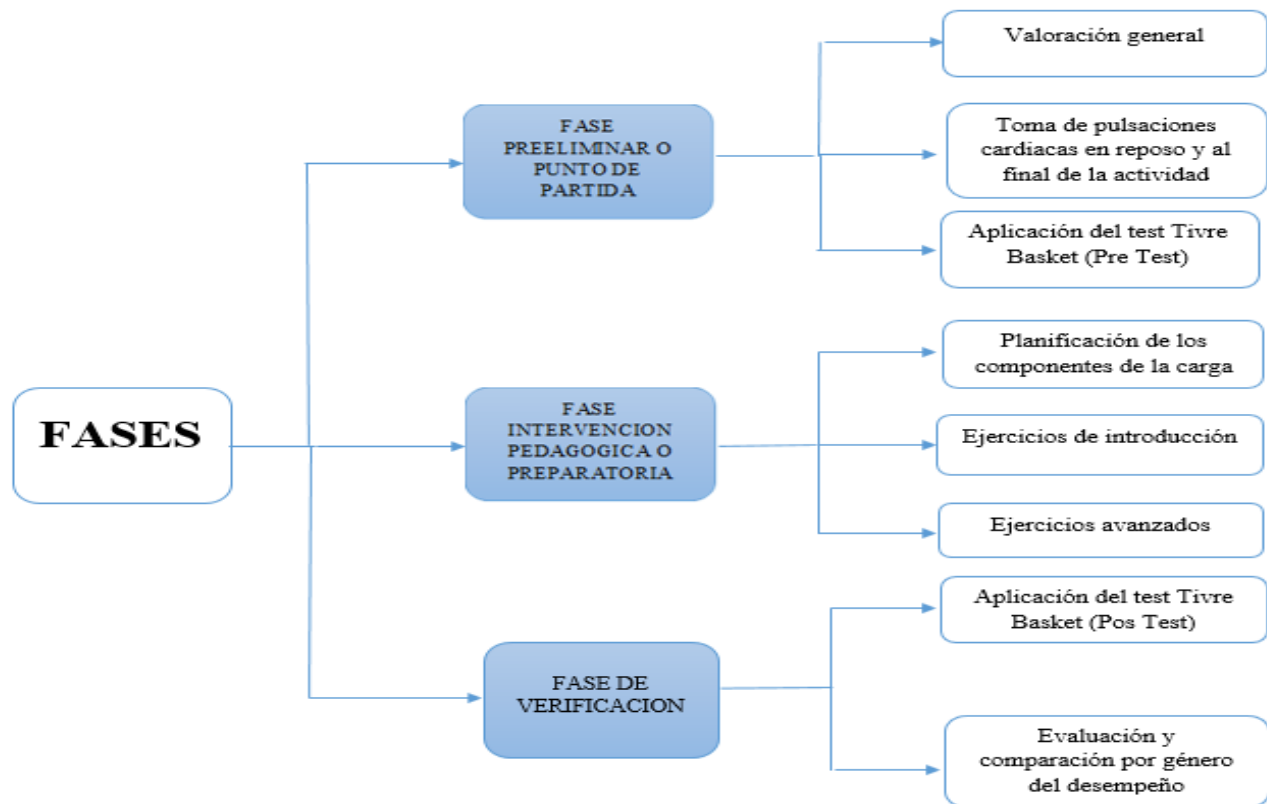 FASES
FASE
PREELIMINAR O
PUNTO DE
PARTIDA
Valoración general
Toma de pulsaciones
cardiacas en reposo y al
final de la actividad
Aplicación del test Tivre
Basket (Pre Test)
FASE
INTERVENCION
PEDAGOGICA O
PREPARATORIA
Planificación de los
componentes de la carga
Ejercicios de introducción
Ejercicios avanzados
FASE DE
VERIFICACION
Aplicación del test Tivre
Basket (Pos Test)
Evaluación y
comparación por género
del desempeño